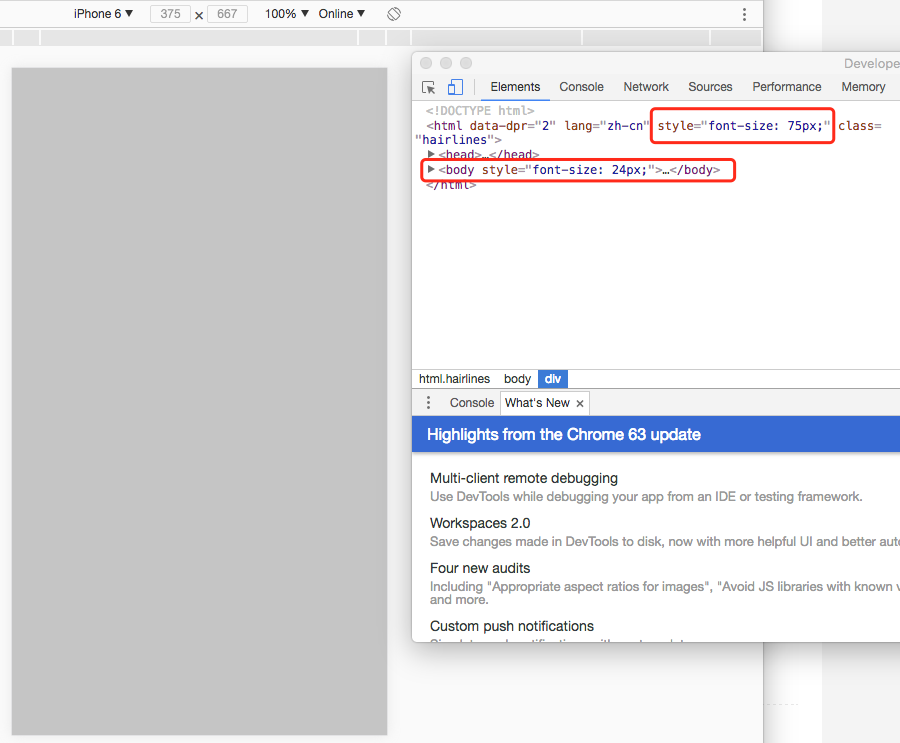 iPhone 6 ▼ 375 × 667 100% ▼ Online ▼
Elements Console Network Sources Performance Memory
<!DOCTYPE html>
<html data-dpr="2" lang="zh-cn" style="font-size: 75px;" class=
"hairlines">
▶<head>…</head>
▶<body style="font-size: 24px;">…</body>
</html>
html.hairlines body div
Console What's New ×
Highlights from the Chrome 63 update
Multi-client remote debugging
Use DevTools while debugging your app from an IDE or testing framework.
Workspaces 2.0
Save changes made in DevTools to disk, now with more helpful UI and better
Four new audits
Including "Appropriate aspect ratios for images", "Avoid JS libraries with known
and more.
Custom push notifications